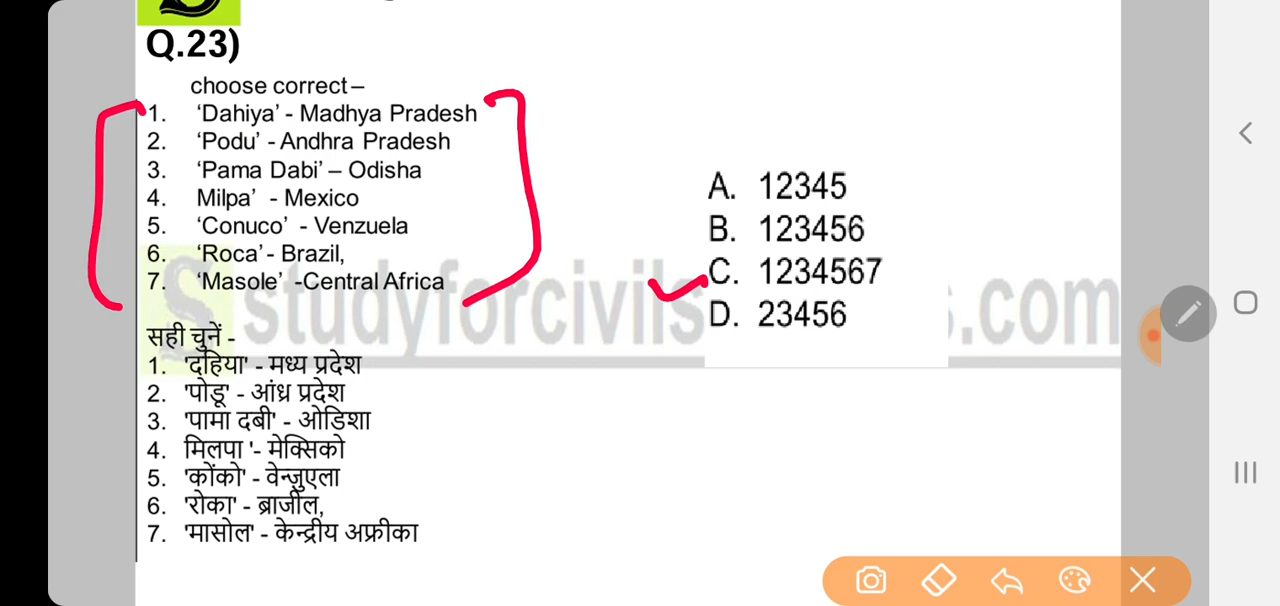 Q.23)
choose correct –
1. ‘Dahiya’ - Madhya Pradesh
2. ‘Podu’ - Andhra Pradesh
3. ‘Pama Dabi’ – Odisha
4. Milpa’ - Mexico
5. ‘Conuco’ - Venzuela
6. ‘Roca’ - Brazil,
7. ‘Masole’ -Central Africa
A. 12345
B. 123456
C. 1234567
D. 23456
studyforcivils.com
सही चुनें -
1. 'दहिया' - मध्य प्रदेश
2. 'पोडू' - आंध्र प्रदेश
3. 'पामा दबी' - ओडिशा
4. मिलपा '- मेक्सिको
5. 'कोंको' - वेन्जुएला
6. 'रोका' - ब्राजील,
7. 'मासोल' - केन्द्रीय अफ्रीका